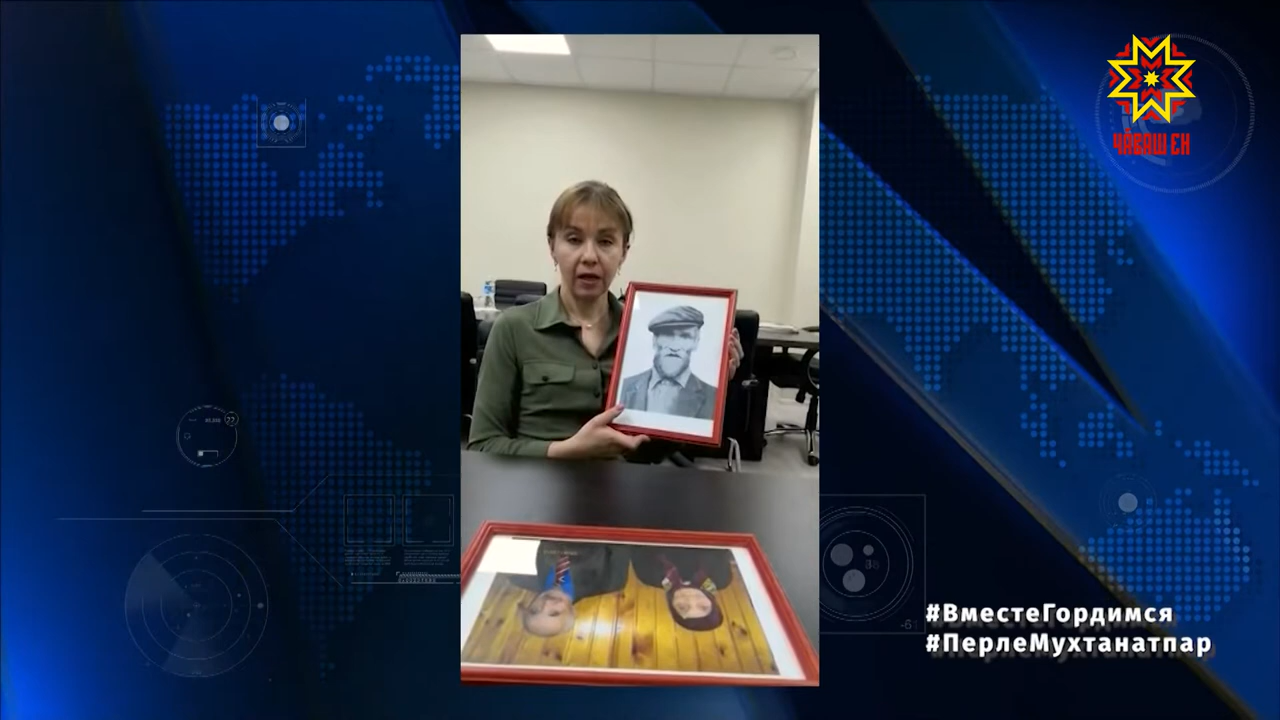 ЧӐВАШ ЕН
#ВместеГордимся
#ПерлеМухтанатпар